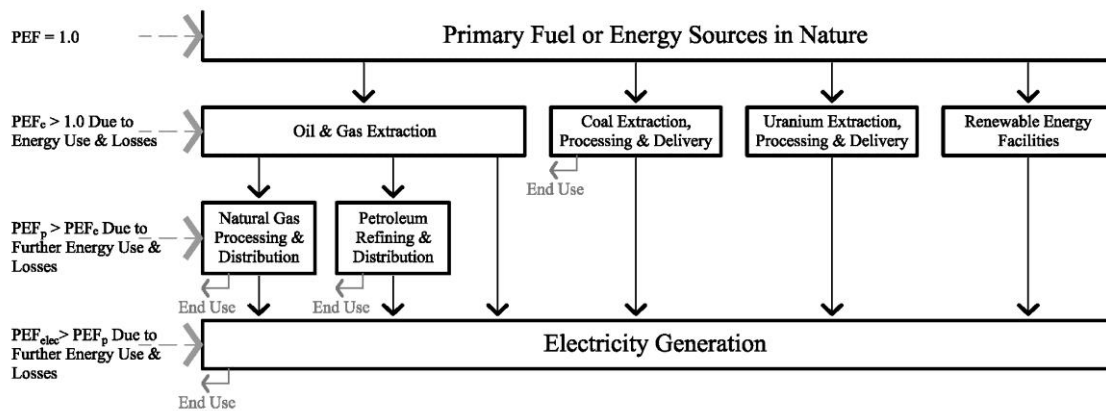 PEF = 1.0
Primary Fuel or Energy Sources in Nature
PEFe > 1.0 Due to
Energy Use & Losses
Oil & Gas Extraction
Coal Extraction,
Processing & Delivery
Uranium Extraction,
Processing & Delivery
Renewable Energy
Facilities
End Use
PEFp > PEFe Due to
Further Energy Use &
Losses
Natural Gas
Processing &
Distribution
Petroleum
Refining &
Distribution
End Use
End Use
PEFelec> PEFp Due to
Further Energy Use &
Losses
Electricity Generation
End Use